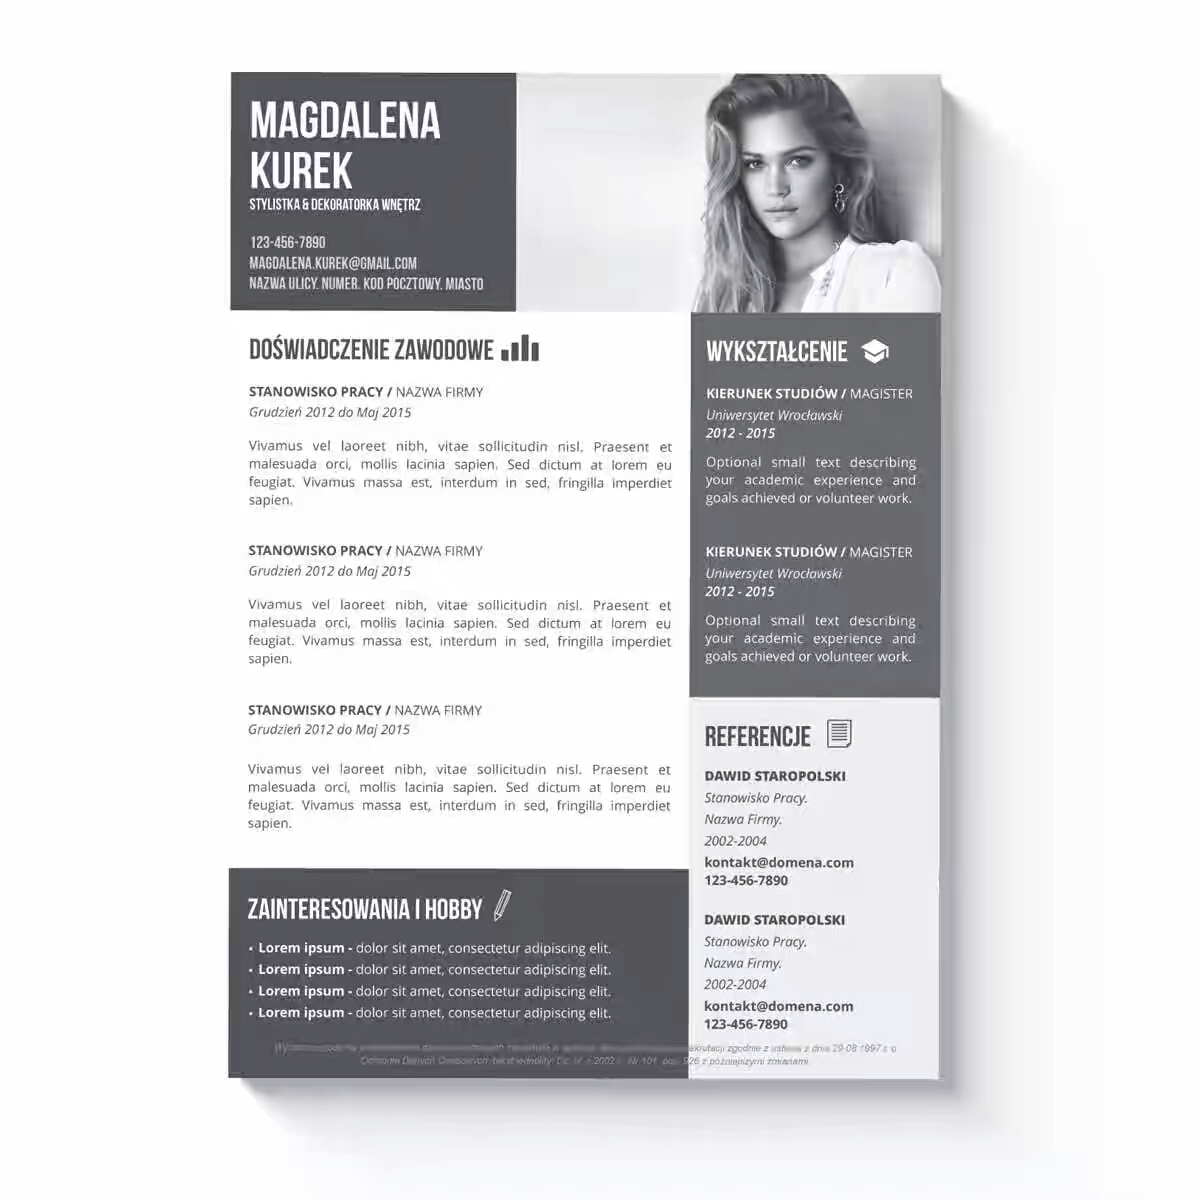 MAGDALENA
KUREK
STYLISTKA & DEKORATORKA WNĘTRZ
123-456-7890
MAGDALENA.KUREK@GMAIL.COM
NAZWA ULICY. NUMER. KOD POCZTOWY. MIASTO
DOŚWIADCZENIE ZAWODOWE
STANOWISKO PRACY / NAZWA FIRMY
Grudzień 2012 do Maj 2015
Vivamus vel laoreet nibh, vitae sollicitudin nisl. Praesent et
malesuada orci, mollis lacinia sapien. Sed dictum at lorem eu
feugiat. Vivamus massa est, interdum in sed, fringilla imperdiet
sapien.
STANOWISKO PRACY / NAZWA FIRMY
Grudzień 2012 do Maj 2015
Vivamus vel laoreet nibh, vitae sollicitudin nisl. Praesent et
malesuada orci, mollis lacinia sapien. Sed dictum at lorem eu
feugiat. Vivamus massa est, interdum in sed, fringilla imperdiet
sapien.
STANOWISKO PRACY / NAZWA FIRMY
Grudzień 2012 do Maj 2015
Vivamus vel laoreet nibh, vitae sollicitudin nisl. Praesent et
malesuada orci, mollis lacinia sapien. Sed dictum at lorem eu
feugiat. Vivamus massa est, interdum in sed, fringilla imperdiet
sapien.
ZAINTERESOWANIA I HOBBY
• Lorem ipsum - dolor sit amet, consectetur adipiscing elit.
• Lorem ipsum - dolor sit amet, consectetur adipiscing elit.
• Lorem ipsum - dolor sit amet, consectetur adipiscing elit.
• Lorem ipsum - dolor sit amet, consectetur adipiscing elit.
WYKSZTAŁCENIE
KIERUNEK STUDIÓW / MAGISTER
Uniwersytet Wrocławski
2012 - 2015
Optional small text describing
your academic experience and
goals achieved or volunteer work.
KIERUNEK STUDIÓW / MAGISTER
Uniwersytet Wrocławski
2012 - 2015
Optional small text describing
your academic experience and
goals achieved or volunteer work.
REFERENCJE
DAWID STAROPOLSKI
Stanowisko Pracy.
Nazwa Firmy.
2002-2004
kontakt@domena.com
123-456-7890
DAWID STAROPOLSKI
Stanowisko Pracy.
Nazwa Firmy.
2002-2004
kontakt@domena.com
123-456-7890
zgodnie z ustawą z dnia 29.08.1997 r. o
Ochronie Danych Osobowych z późniejszymi zmianami.